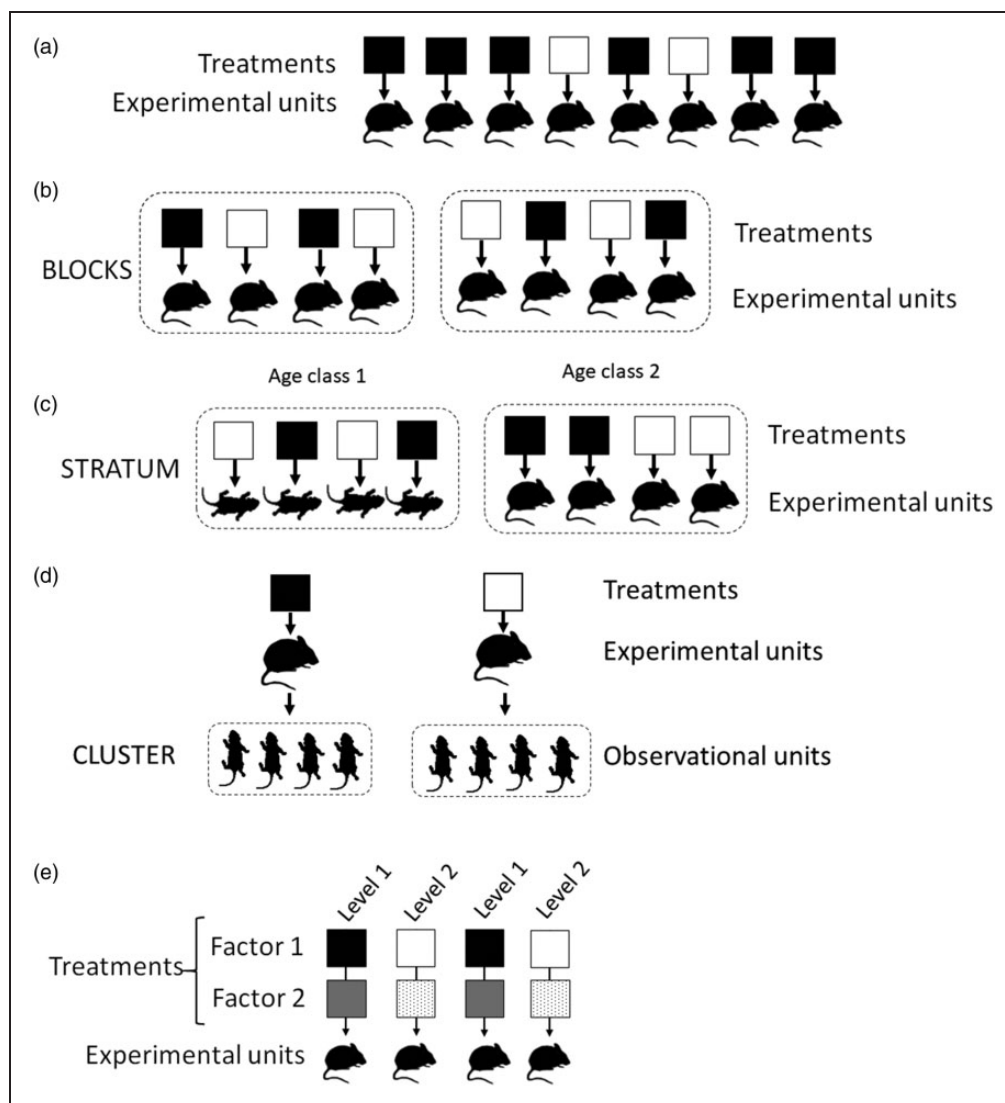 (a)
Treatments
Experimental units
(b)
BLOCKS
Treatments
Experimental units
Age class 1
Age class 2
(c)
STRATUM
Treatments
Experimental units
(d)
Treatments
Experimental units
CLUSTER
Observational units
(e)
Level 1
Level 2
Level 1
Level 2
Treatments
Factor 1
Factor 2
Experimental units